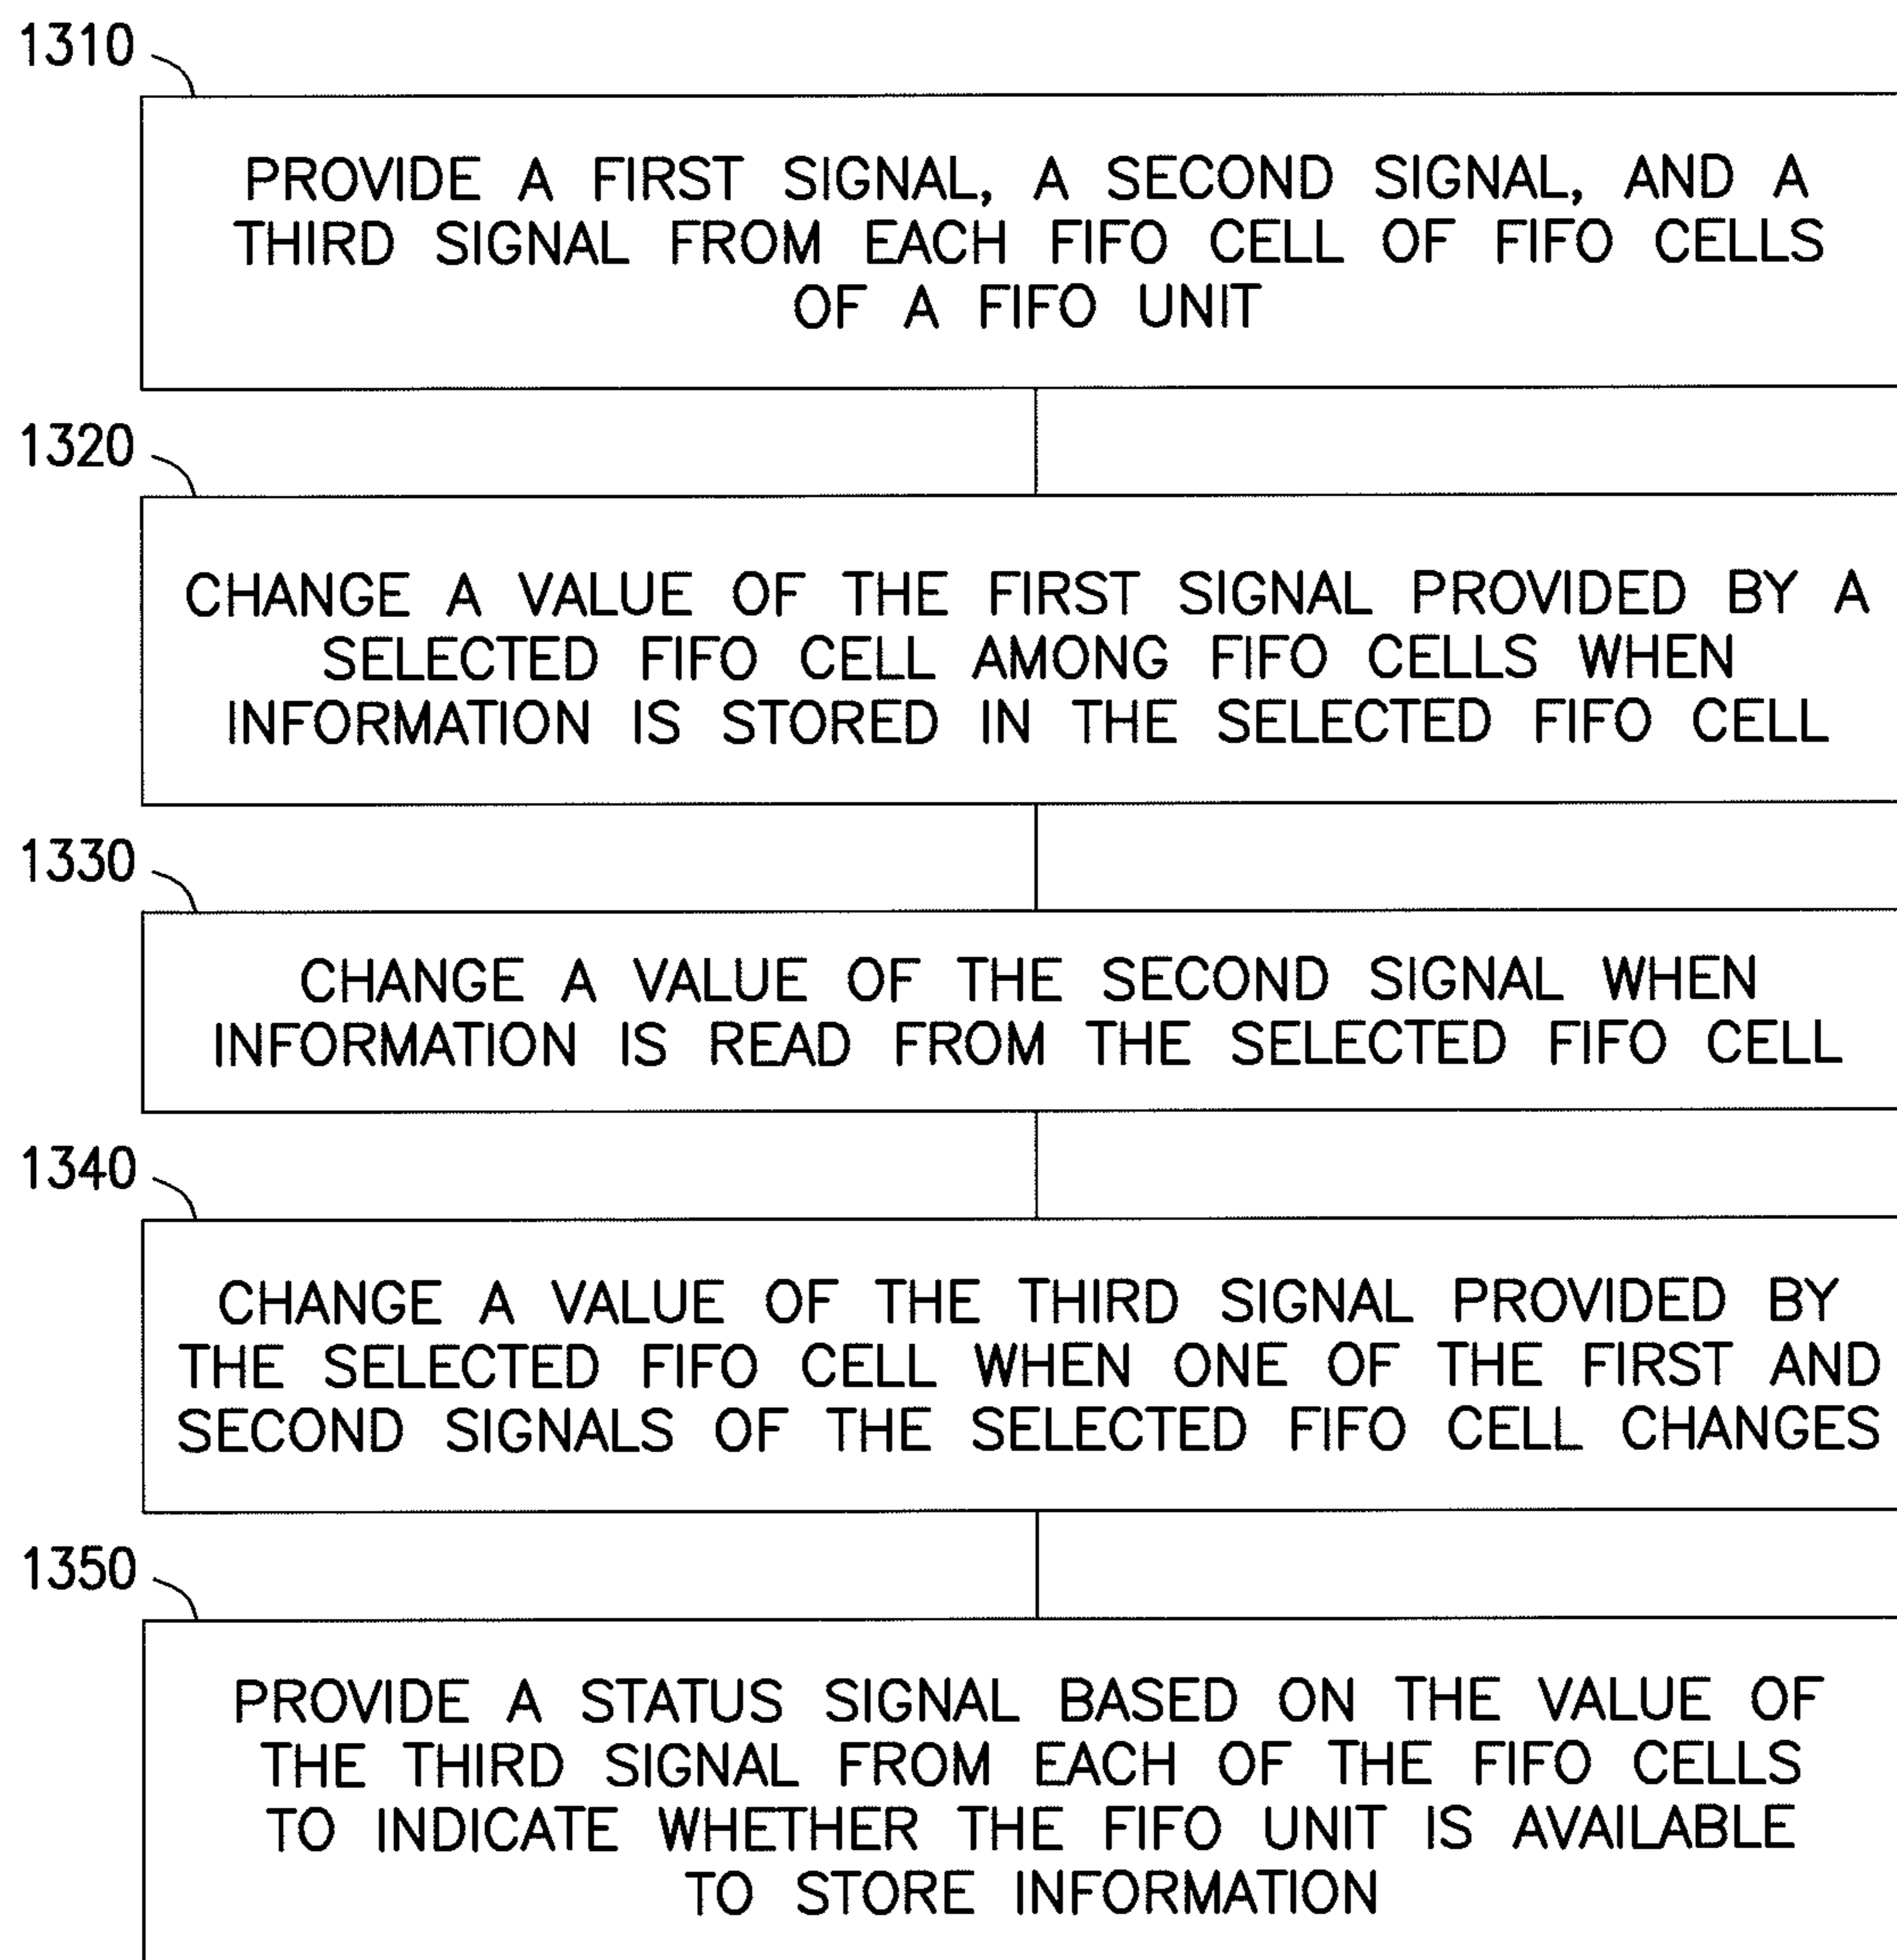 1310
PROVIDE A FIRST SIGNAL, A SECOND SIGNAL, AND A
THIRD SIGNAL FROM EACH FIFO CELL OF FIFO CELLS
OF A FIFO UNIT
1320
CHANGE A VALUE OF THE FIRST SIGNAL PROVIDED BY A
SELECTED FIFO CELL AMONG FIFO CELLS WHEN
INFORMATION IS STORED IN THE SELECTED FIFO CELL
1330
CHANGE A VALUE OF THE SECOND SIGNAL WHEN
INFORMATION IS READ FROM THE SELECTED FIFO CELL
1340
CHANGE A VALUE OF THE THIRD SIGNAL PROVIDED BY
THE SELECTED FIFO CELL WHEN ONE OF THE FIRST AND
SECOND SIGNALS OF THE SELECTED FIFO CELL CHANGES
1350
PROVIDE A STATUS SIGNAL BASED ON THE VALUE OF
THE THIRD SIGNAL FROM EACH OF THE FIFO CELLS
TO INDICATE WHETHER THE FIFO UNIT IS AVAILABLE
TO STORE INFORMATION